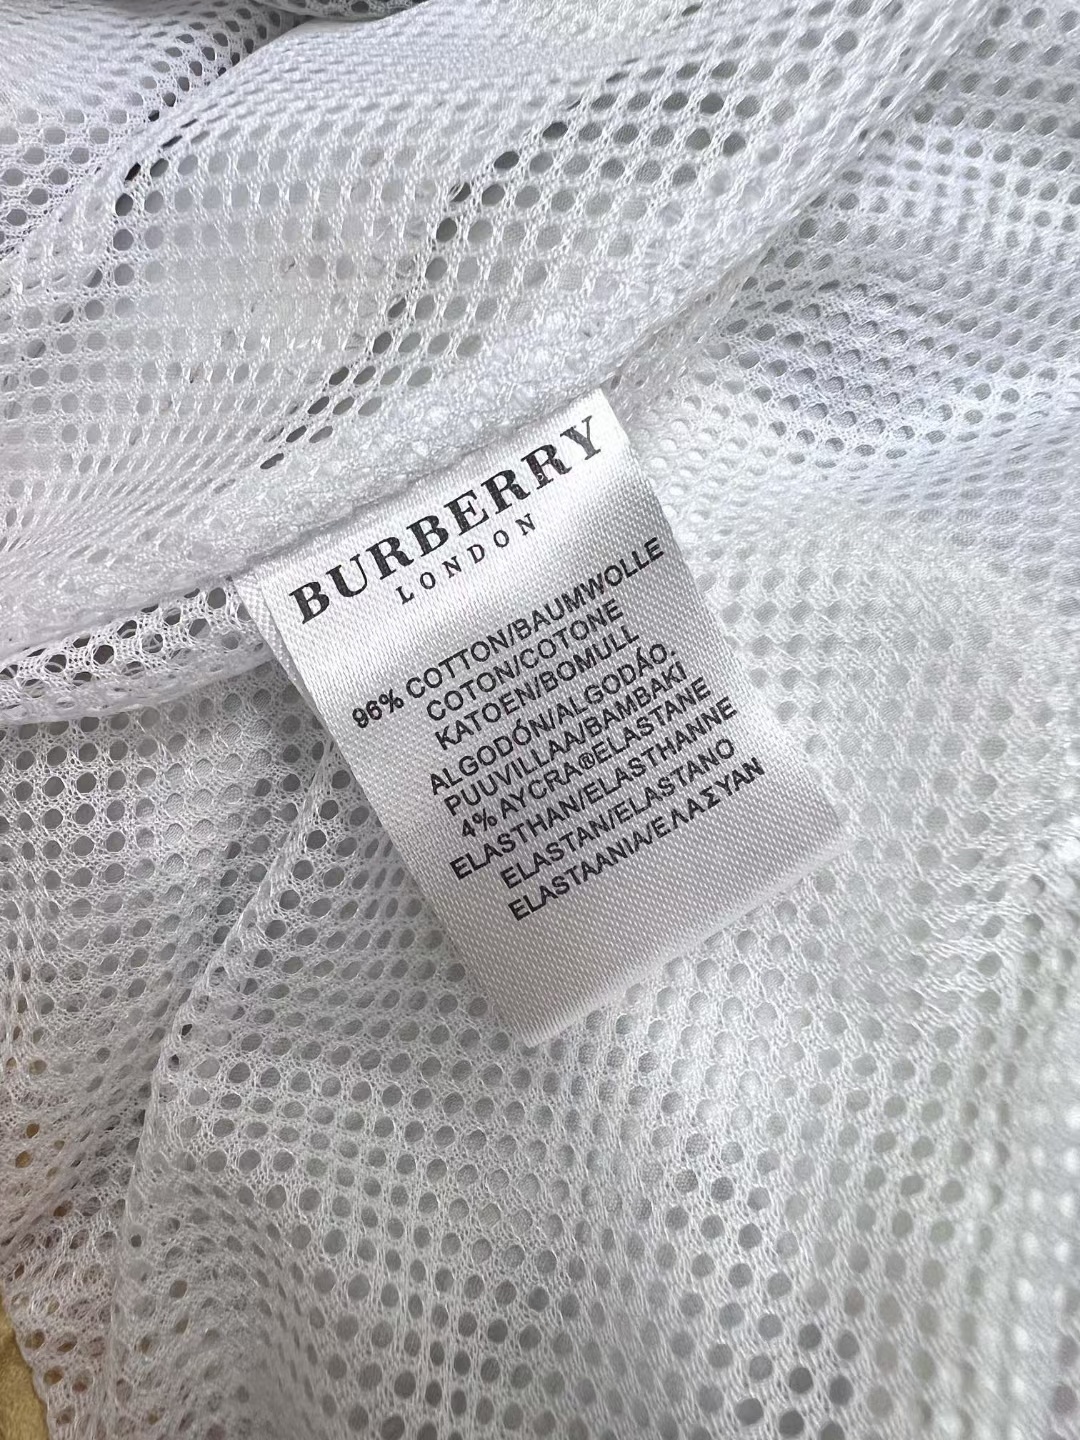 BURBERRY
LONDON
96% COTTON/BAUMWOLLE
COTON/COTONE
KATOEN/BOMULL
ALGODÓN/ALGODÁO.
PUUVILLAA/BAMBAKI
4% AYCRA®ELASTANE
ELASTHAN/ELASTHANNE
ELASTAN/ELASTANO
ELASTAANIA/ΕΛΑΣΥΑΝ